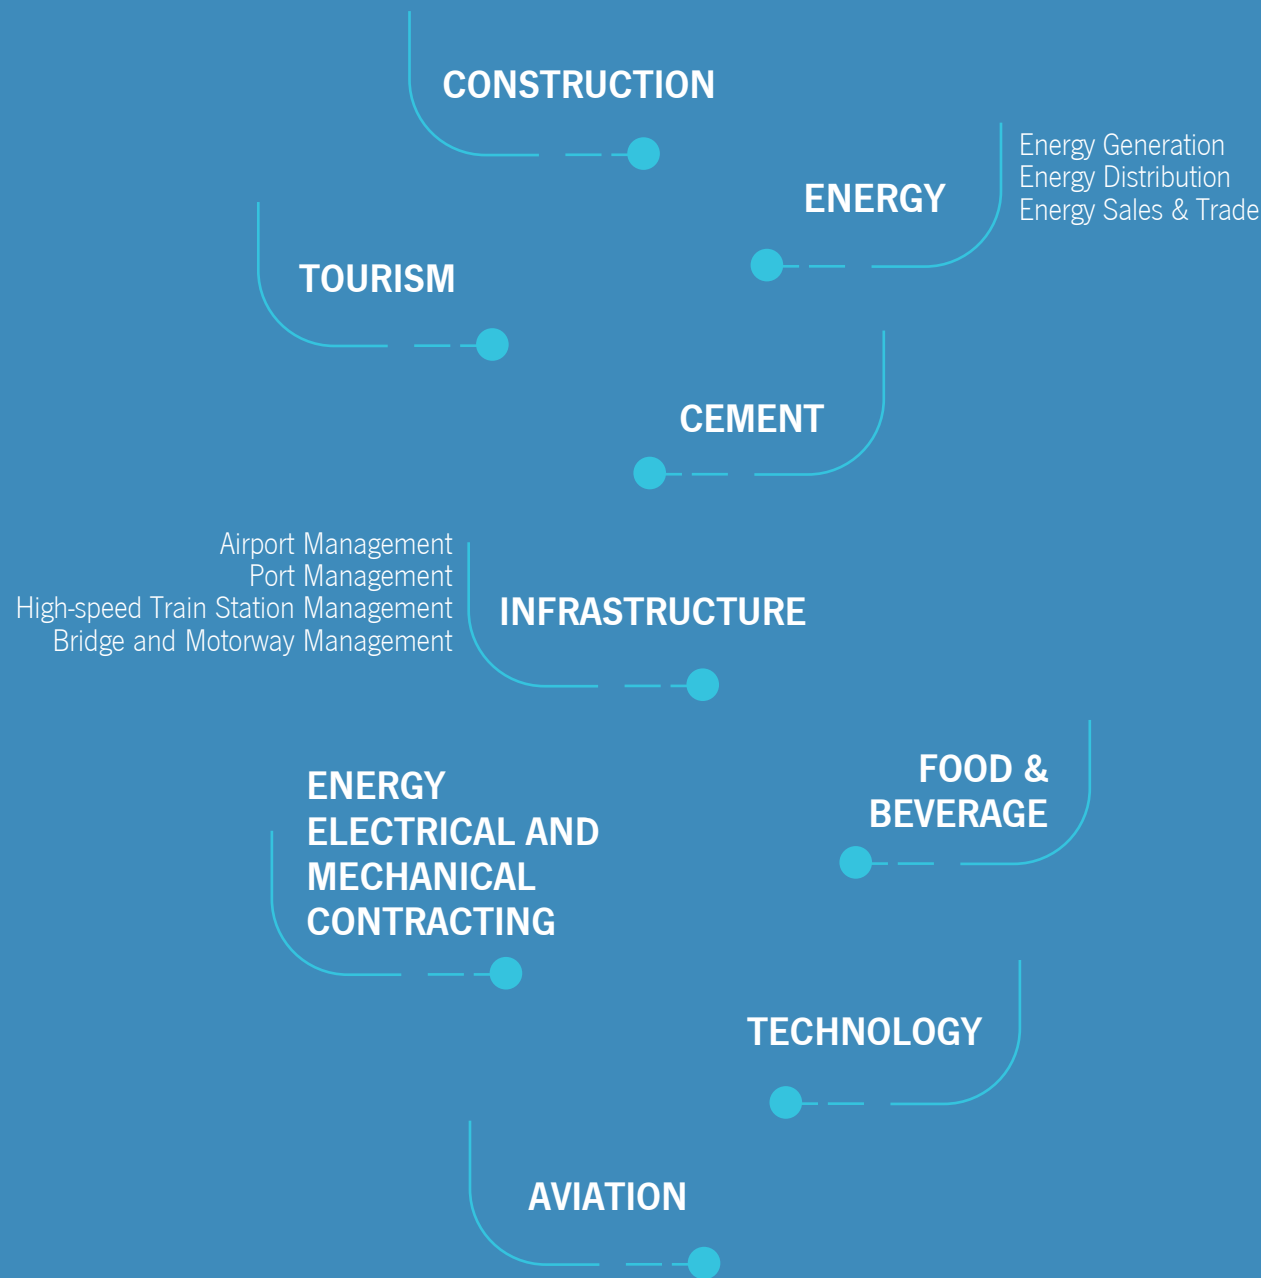 CONSTRUCTION
ENERGY
Energy Generation
Energy Distribution
Energy Sales & Trade
TOURISM
CEMENT
Airport Management
Port Management
High-speed Train Station Management
Bridge and Motorway Management
INFRASTRUCTURE
FOOD &
BEVERAGE
ENERGY
ELECTRICAL AND
MECHANICAL
CONTRACTING
TECHNOLOGY
AVIATION